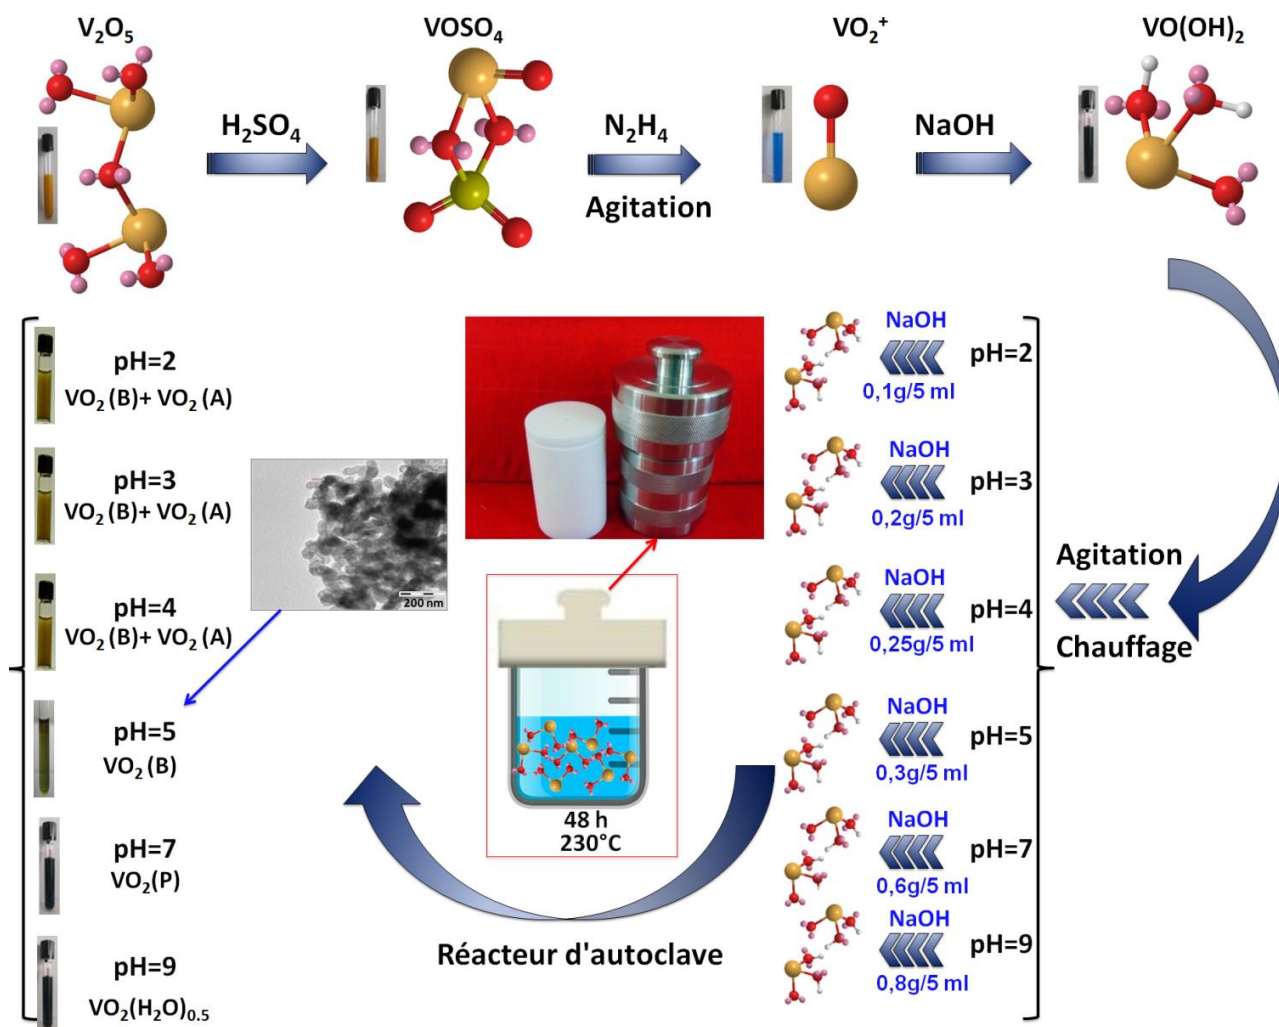 V₂O₅
VOSO₄
VO₂⁺
VO(OH)₂
H₂SO₄
N₂H₄
Agitation
NaOH
pH=2
VO₂ (B)+ VO₂ (A)
pH=3
VO₂ (B)+ VO₂ (A)
pH=4
VO₂ (B)+ VO₂ (A)
pH=5
VO₂ (B)
pH=7
VO₂(P)
pH=9
VO₂(H₂O)₀.₅
200 nm
48 h
230°C
Réacteur d'autoclave
NaOH
0,1g/5 ml
pH=2
NaOH
0,2g/5 ml
pH=3
NaOH
0,25g/5 ml
pH=4
NaOH
0,3g/5 ml
pH=5
NaOH
0,6g/5 ml
pH=7
NaOH
0,8g/5 ml
pH=9
Agitation
Chauffage